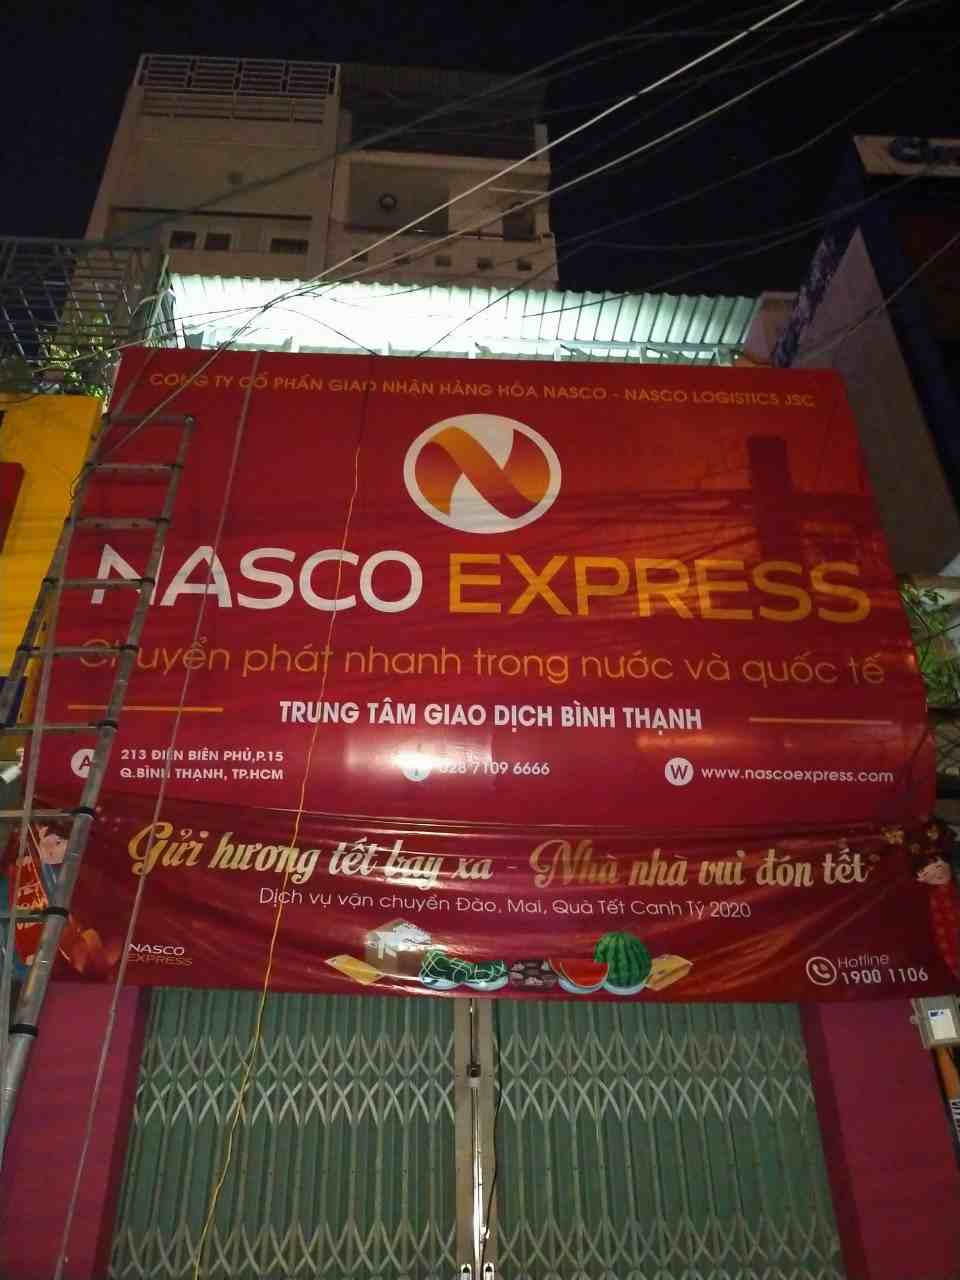 CÔNG TY CỔ PHẦN GIAO NHẬN HÀNG HÓA NASCO - NASCO LOGISTICS JSC
NASCO EXPRESS
Chuyển phát nhanh trong nước và quốc tế
TRUNG TÂM GIAO DỊCH BÌNH THẠNH
A 213 ĐIỆN BIÊN PHỦ,P.15
Q.BÌNH THẠNH, TP.HCM
028 7109 6666
W www.nascoexpress.com
Gửi hương tết bay xa - Nhà nhà vui đón tết
Dịch vụ vận chuyển Đào, Mai, Quà Tết Canh Tý 2020
NASCO
EXPRESS
Hotline
1900 1106